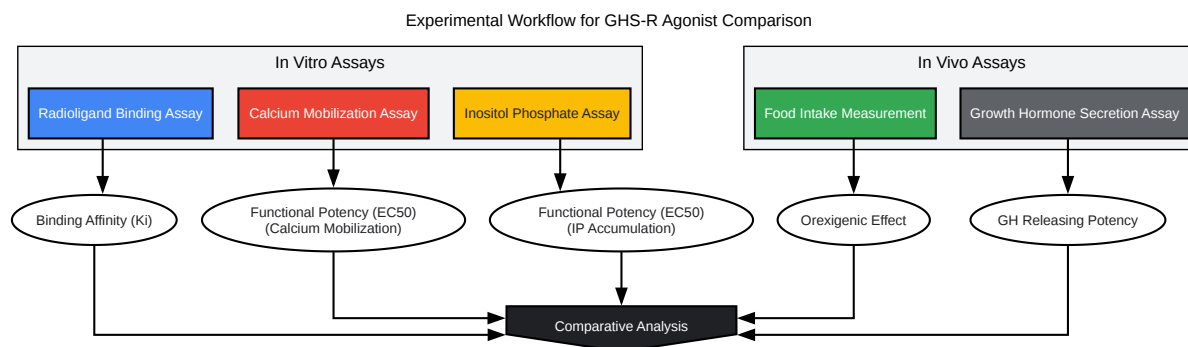 Experimental Workflow for GHS-R Agonist Comparison
In Vitro Assays
In Vivo Assays
Radioligand Binding Assay
Calcium Mobilization Assay
Inositol Phosphate Assay
Food Intake Measurement
Growth Hormone Secretion Assay
Binding Affinity (Ki)
Functional Potency (EC50)
(Calcium Mobilization)
Functional Potency (EC50)
(IP Accumulation)
Orexigenic Effect
GH Releasing Potency
Comparative Analysis